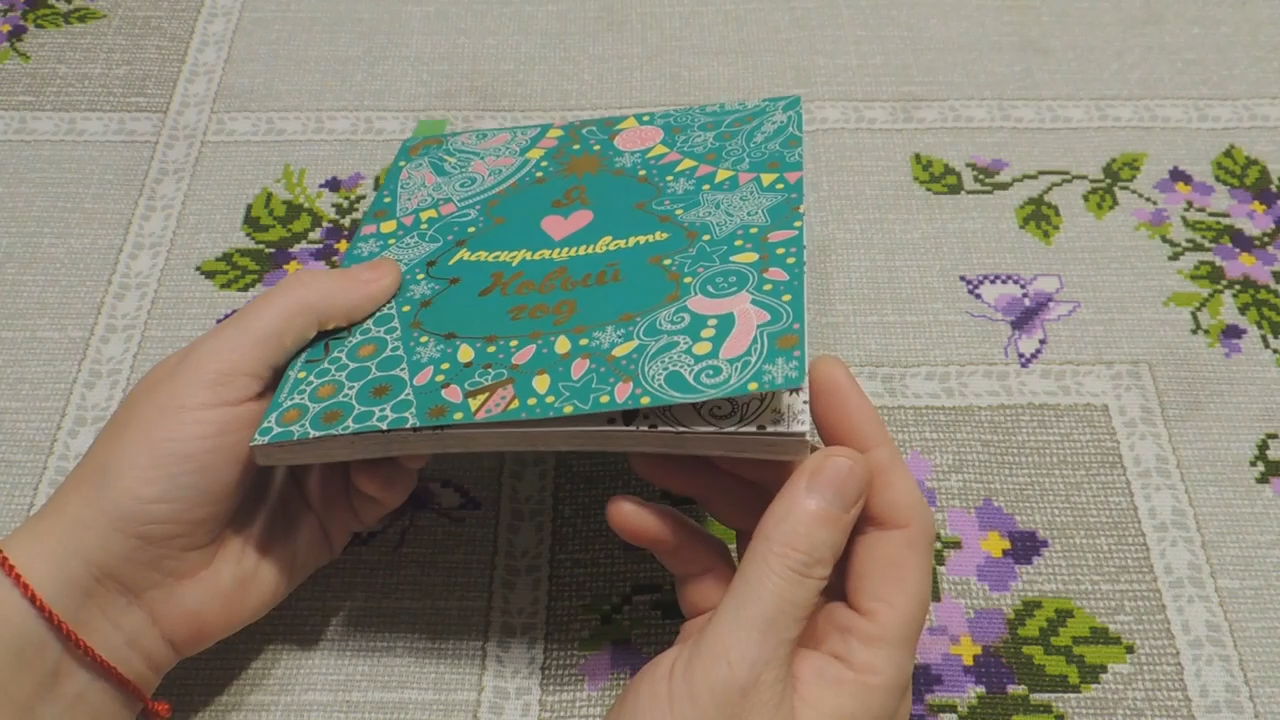 Я
раскрашивать
Новый
год